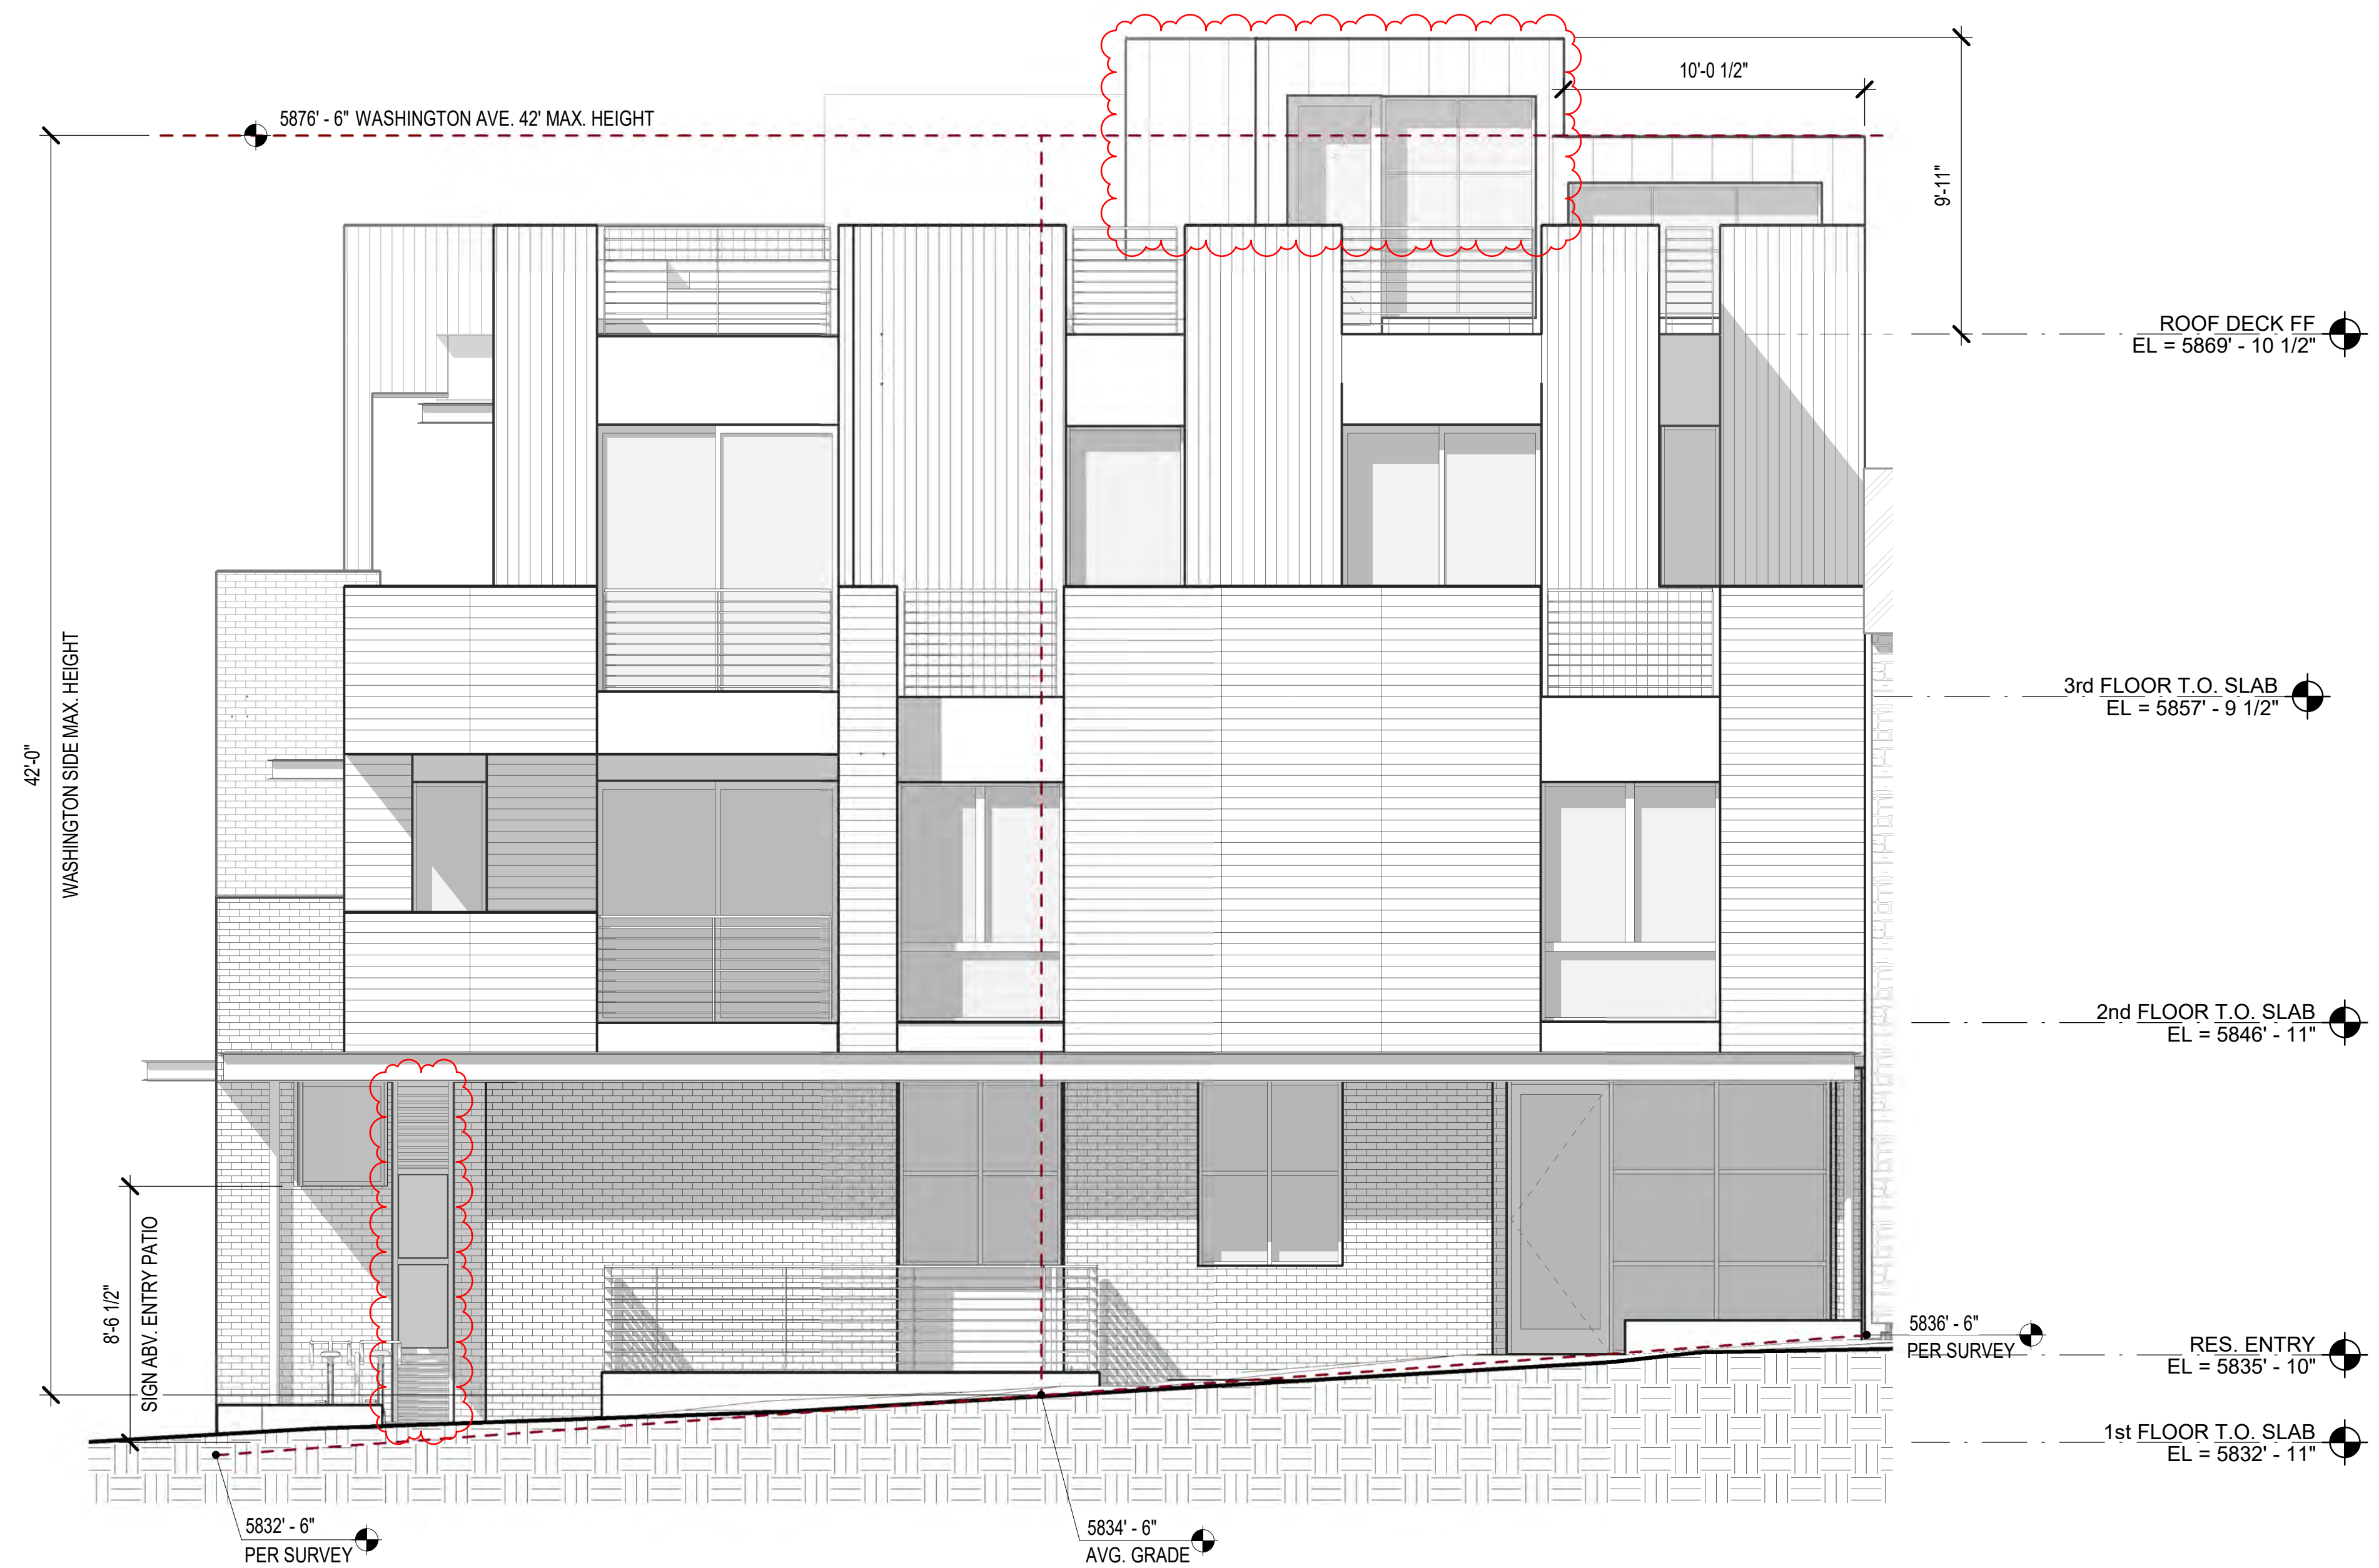 10'-0 1/2"
5876' - 6" WASHINGTON AVE. 42' MAX. HEIGHT
9'-11"
ROOF DECK FF
EL = 5869' - 10 1/2"
42'-0"
WASHINGTON SIDE MAX. HEIGHT
3rd FLOOR T.O. SLAB
EL = 5857' - 9 1/2"
2nd FLOOR T.O. SLAB
EL = 5846' - 11"
8'-6 1/2"
SIGN ABV. ENTRY PATIO
5836' - 6"
PER SURVEY
RES. ENTRY
EL = 5835' - 10"
1st FLOOR T.O. SLAB
EL = 5832' - 11"
5832' - 6"
PER SURVEY
5834' - 6"
AVG. GRADE